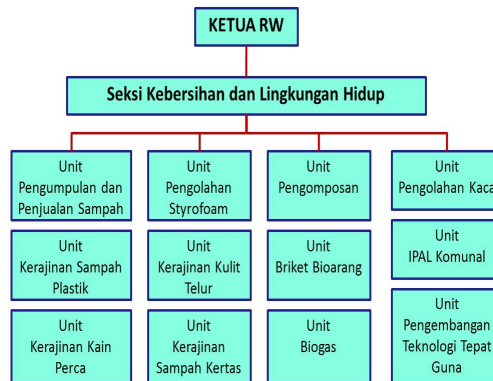 KETUA RW
Seksi Kebersihan dan Lingkungan Hidup
Unit
Pengumpulan dan
Penjualan Sampah
Unit
Pengolahan
Styrofoam
Unit
Pengomposan
Unit
Pengolahan Kaca
Unit
Kerajinan Sampah
Plastik
Unit
Kerajinan Kulit
Telur
Unit
Briket Bioarang
Unit
IPAL Komunal
Unit
Kerajinan Kain
Perca
Unit
Kerajinan
Sampah Kertas
Unit
Biogas
Unit
Pengembangan
Teknologi Tepat
Guna